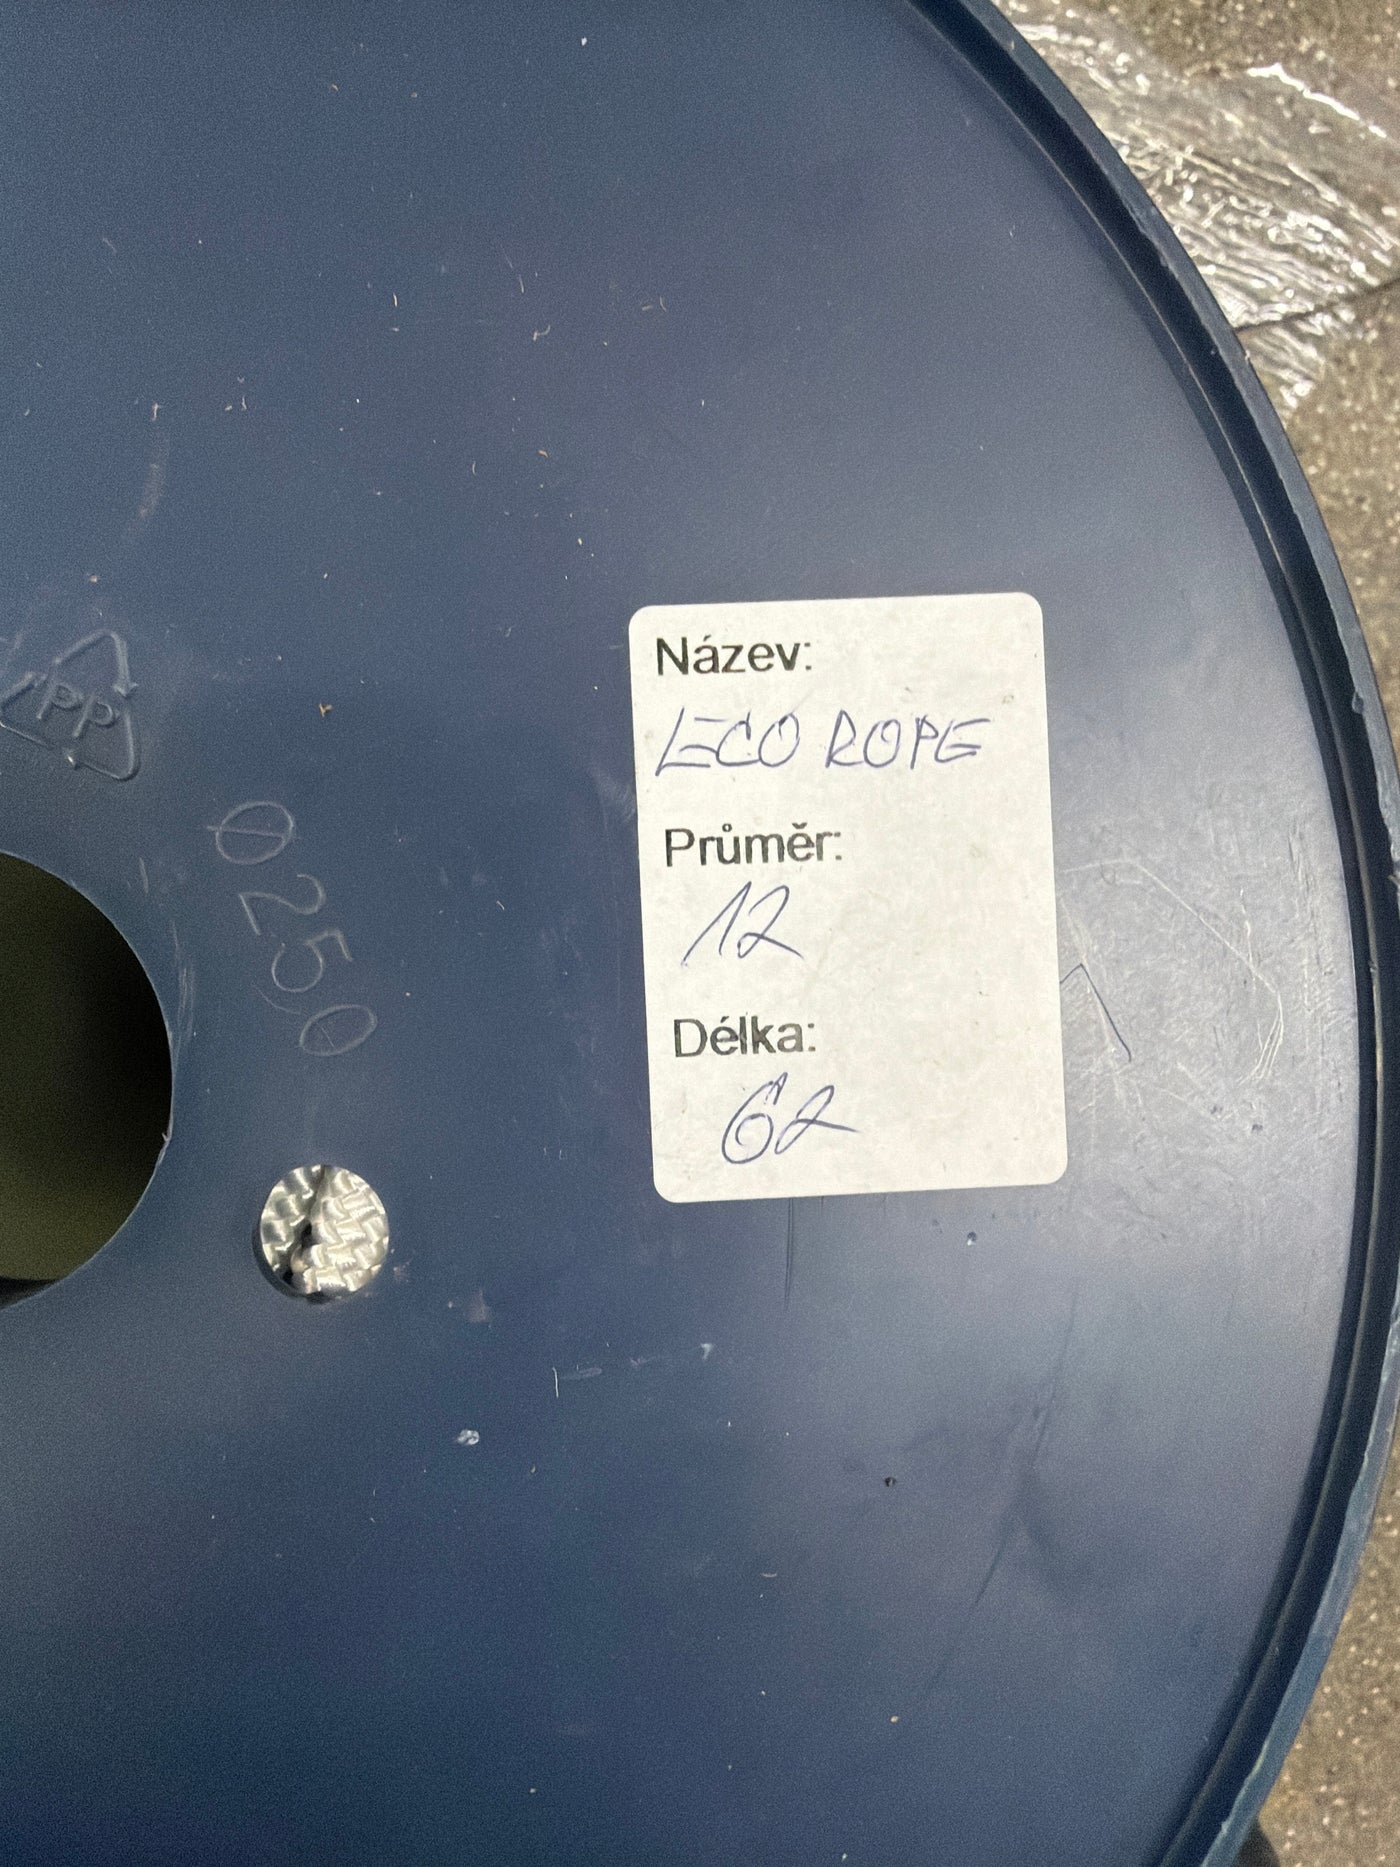 Název:
ECO ROPE
Průměr:
12
Délka:
62
PP
Ø250